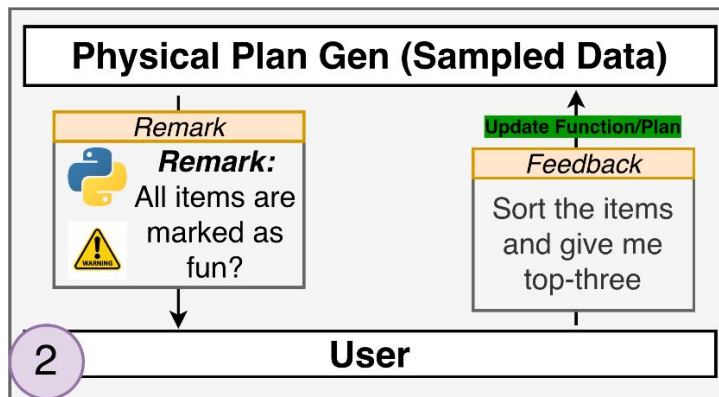 Physical Plan Gen (Sampled Data)
Remark
Remark:
All items are
marked as
fun?
WARNING
Update Function/Plan
Feedback
Sort the items
and give me
top-three
User
2